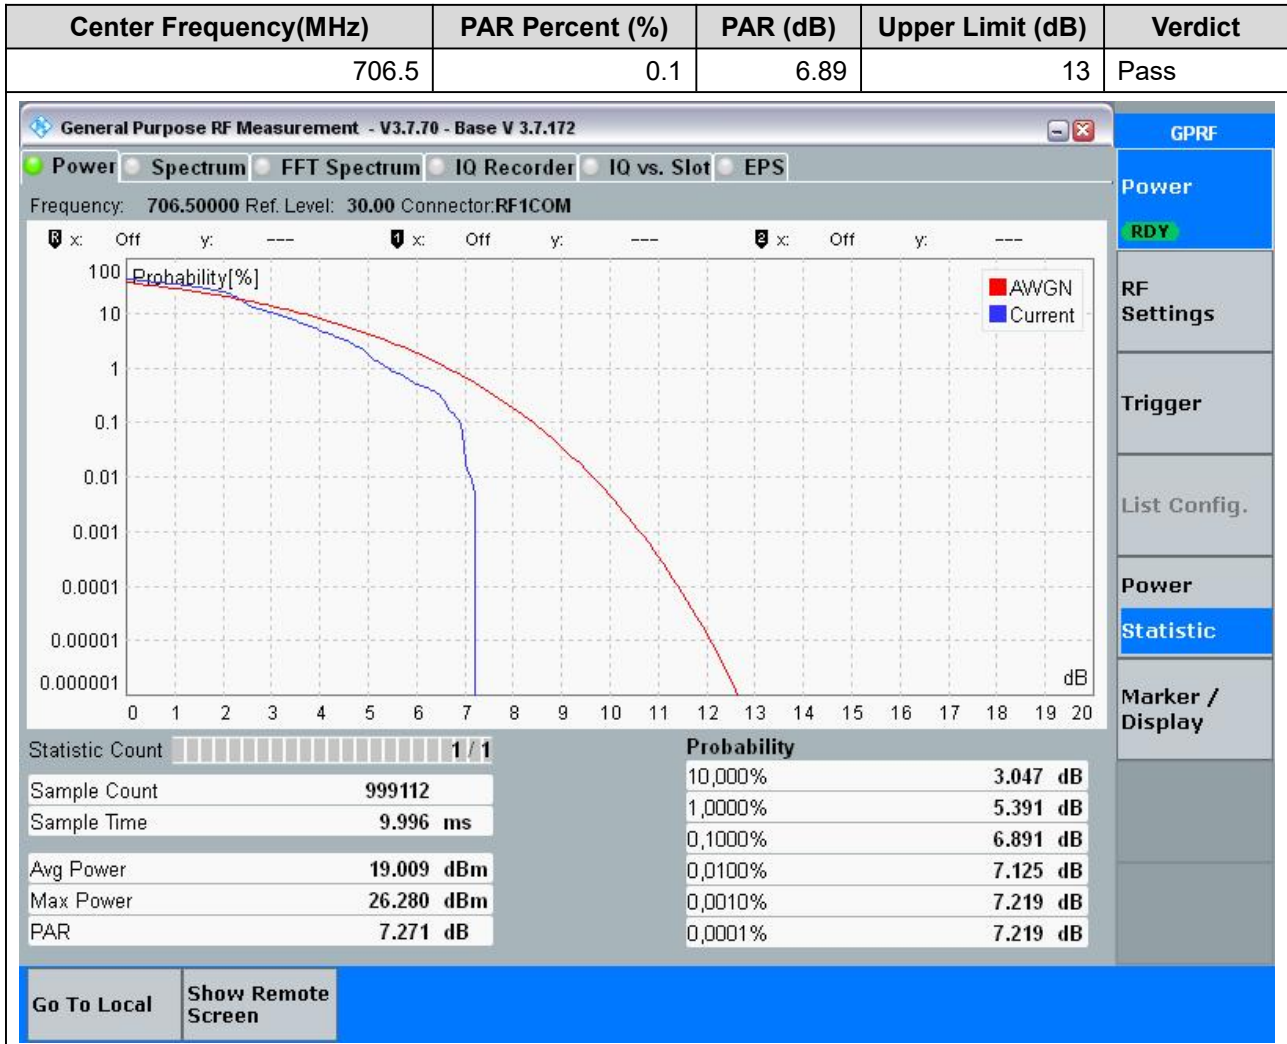 Center Frequency(MHz) PAR Percent (%) PAR (dB) Upper Limit (dB) Verdict
706.5 0.1 6.89 13 Pass
General Purpose RF Measurement - V3.7.70 - Base V 3.7.172
GPRF
Power Spectrum FFT Spectrum IQ Recorder IQ vs. Slot EPS
Frequency: 706.50000 Ref. Level: 30.00 Connector:RF1COM
R x: Off y: --- 1 x: Off y: --- 2 x: Off y: ---
Probability[%]
AWGN
Current
100
10
1
0.1
0.01
0.001
0.0001
0.00001
0.000001
dB
0 1 2 3 4 5 6 7 8 9 10 11 12 13 14 15 16 17 18 19 20
Statistic Count 1 / 1
Sample Count 999112
Sample Time 9.996 ms
Avg Power 19.009 dBm
Max Power 26.280 dBm
PAR 7.271 dB
Probability
10,000% 3.047 dB
1,0000% 5.391 dB
0,1000% 6.891 dB
0,0100% 7.125 dB
0,0010% 7.219 dB
0,0001% 7.219 dB
Power
RDY
RF
Settings
Trigger
List Config.
Power
Statistic
Marker /
Display
Go To Local
Show Remote
Screen